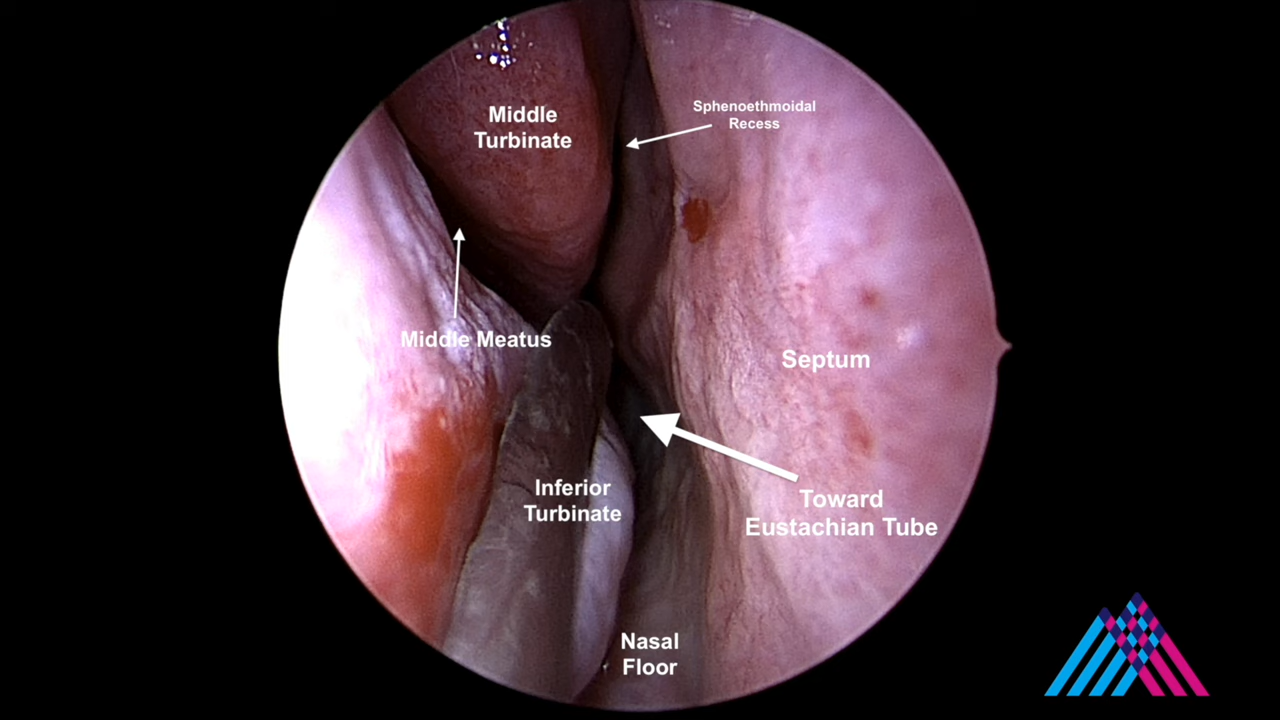 Middle
Turbinate
Sphenoethmoidal
Recess
Middle Meatus
Septum
Inferior
Turbinate
Toward
Eustachian Tube
Nasal
Floor